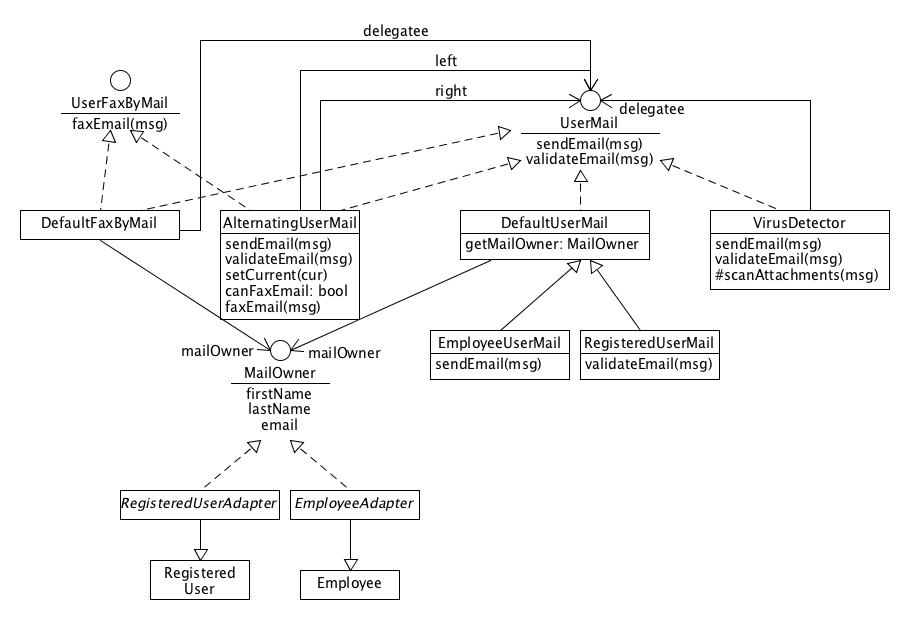 delegatee
left
right
delegatee
UserFaxByMail
faxEmail(msg)
UserMail
sendEmail(msg)
validateEmail(msg)
DefaultFaxByMail
AlternatingUserMail
sendEmail(msg)
validateEmail(msg)
setCurrent(cur)
canFaxEmail: bool
faxEmail(msg)
DefaultUserMail
getMailOwner: MailOwner
VirusDetector
sendEmail(msg)
validateEmail(msg)
#scanAttachments(msg)
EmployeeUserMail
sendEmail(msg)
RegisteredUserMail
validateEmail(msg)
mailOwner
mailOwner
MailOwner
firstName
lastName
email
RegisteredUserAdapter
EmployeeAdapter
Registered
User
Employee